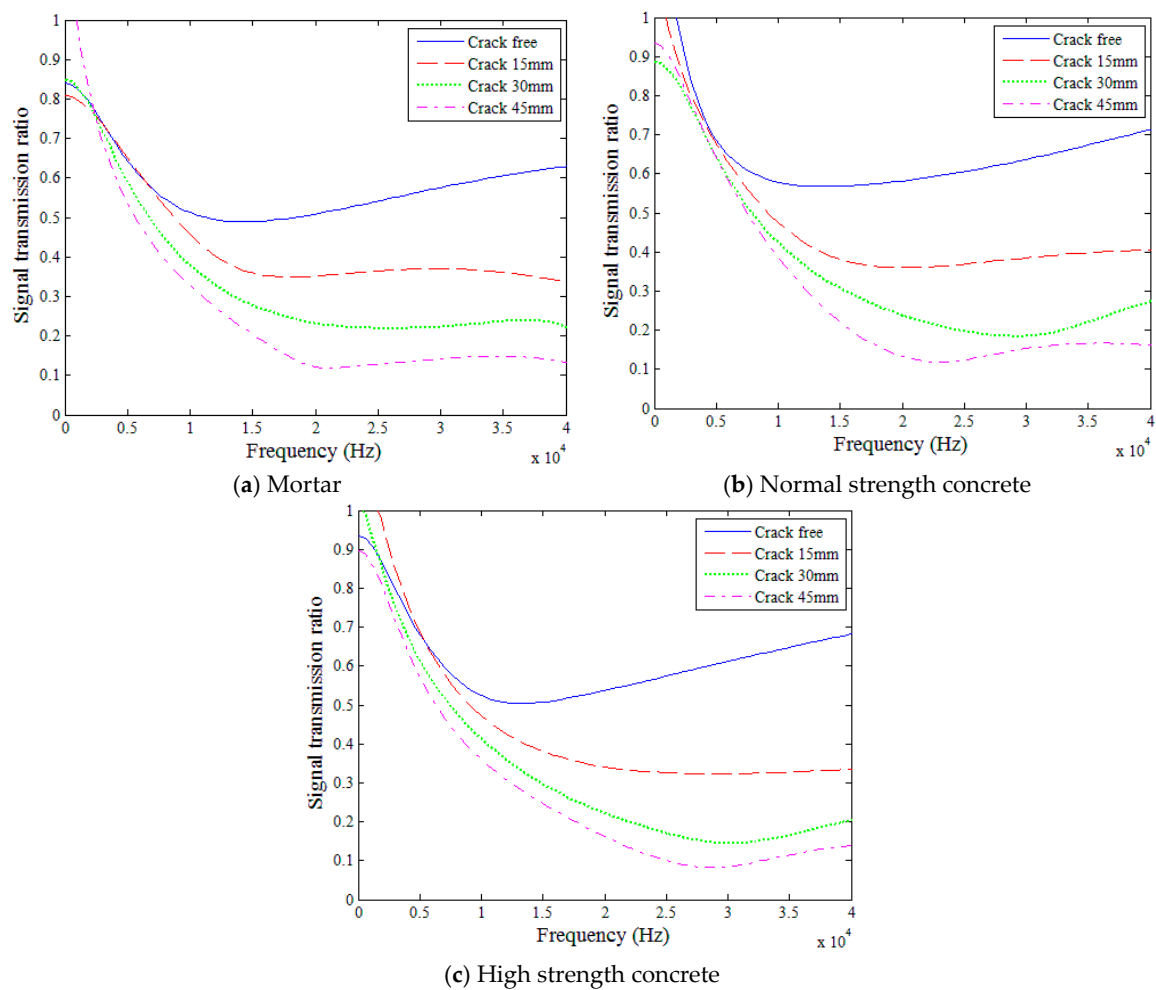 1
0.9
0.8
0.7
0.6
0.5
0.4
0.3
0.2
0.1
0
Signal transmission ratio
Crack free
Crack 15mm
Crack 30mm
Crack 45mm
0 0.5 1 1.5 2 2.5 3 3.5 4
Frequency (Hz)
x 10^4
(a) Mortar
1
0.9
0.8
0.7
0.6
0.5
0.4
0.3
0.2
0.1
0
Signal transmission ratio
Crack free
Crack 15mm
Crack 30mm
Crack 45mm
0 0.5 1 1.5 2 2.5 3 3.5 4
Frequency (Hz)
x 10^4
(b) Normal strength concrete
1
0.9
0.8
0.7
0.6
0.5
0.4
0.3
0.2
0.1
0
Signal transmission ratio
Crack free
Crack 15mm
Crack 30mm
Crack 45mm
0 0.5 1 1.5 2 2.5 3 3.5 4
Frequency (Hz)
x 10^4
(c) High strength concrete